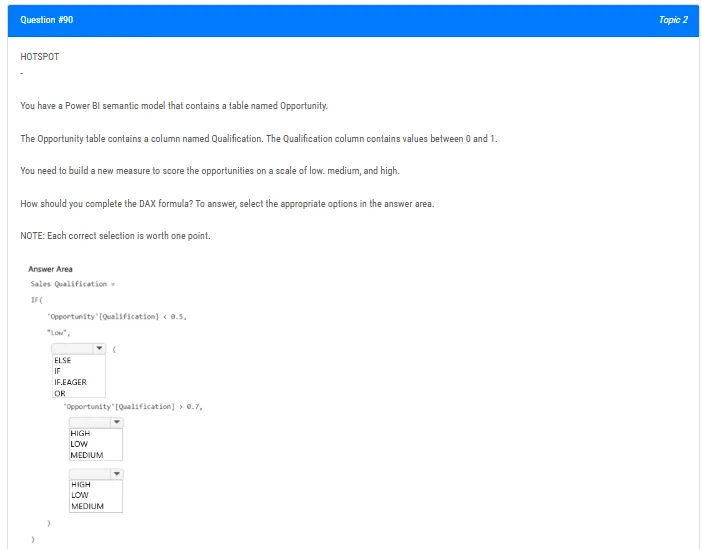 Question #90
Topic 2
HOTSPOT
-
You have a Power BI semantic model that contains a table named Opportunity.
The Opportunity table contains a column named Qualification. The Qualification column contains values between 0 and 1.
You need to build a new measure to score the opportunities on a scale of low. medium, and high.
How should you complete the DAX formula? To answer, select the appropriate options in the answer area.
NOTE: Each correct selection is worth one point.
Answer Area
Sales Qualification =
IF(
'Opportunity'[Qualification] < 0.5,
"Low",
(
ELSE
IF
IF.EAGER
OR
'Opportunity'[Qualification] > 0.7,
HIGH
LOW
MEDIUM
HIGH
LOW
MEDIUM
)
)